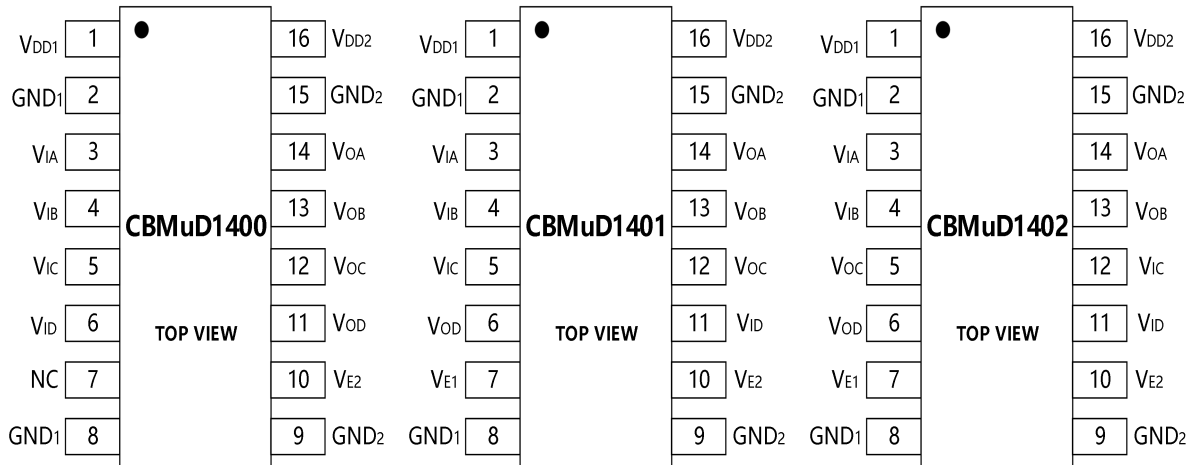 VDD1 1 16 VDD2 VDD1 1 16 VDD2 VDD1 1 16 VDD2
GND1 2 15 GND2 GND1 2 15 GND2 GND1 2 15 GND2
VIA 3 14 VOA VIA 3 14 VOA VIA 3 14 VOA
VIB 4 13 VOB VIB 4 13 VOB VIB 4 13 VOB
CBMuD1400 CBMuD1401 CBMuD1402
VIC 5 12 VOC VIC 5 12 VOC VOC 5 12 VIC
VID 6 11 VOD VOD 6 11 VID VOD 6 11 VID
TOP VIEW TOP VIEW TOP VIEW
NC 7 10 VE2 VE1 7 10 VE2 VE1 7 10 VE2
GND1 8 9 GND2 GND1 8 9 GND2 GND1 8 9 GND2